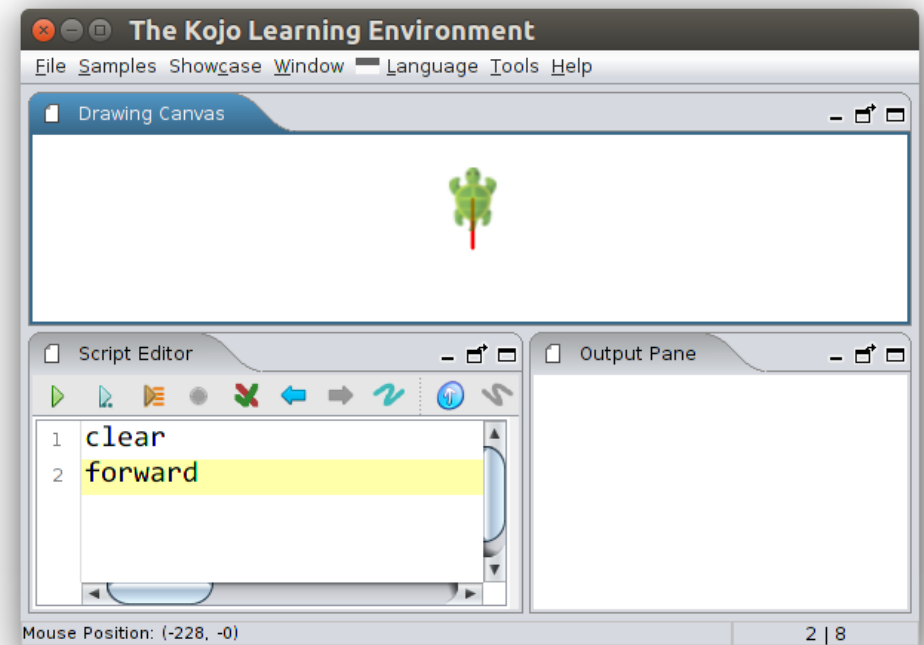 The Kojo Learning Environment
File Samples Showcase Window Language Tools Help
Drawing Canvas
Script Editor
Output Pane
1 clear
2 forward
Mouse Position: (-228, -0)
2 | 8